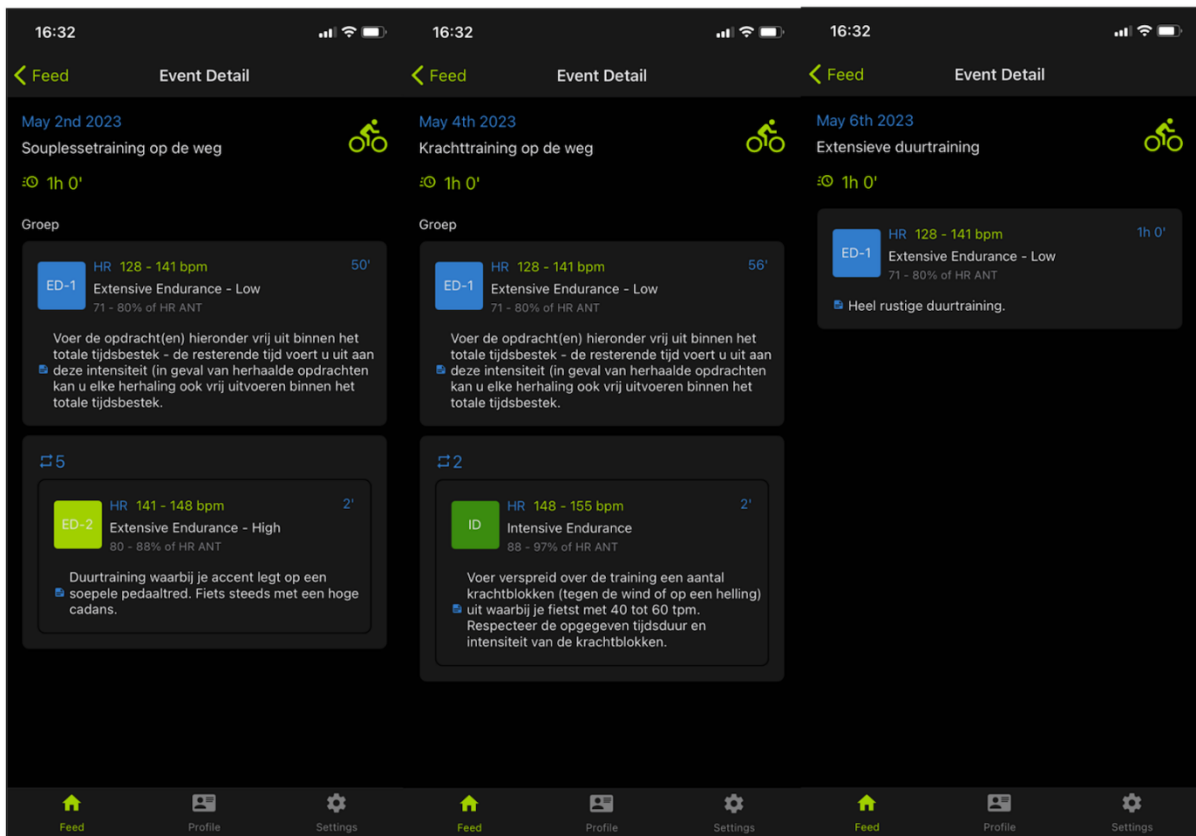 16:32
Feed
Event Detail
May 2nd 2023
Souplessetraining op de weg
1h 0'
Groep
ED-1
HR 128 - 141 bpm
50'
Extensive Endurance - Low
71 - 80% of HR ANT
Voer de opdracht(en) hieronder vrij uit binnen het
totale tijdsbestek - de resterende tijd voert u uit aan
deze intensiteit (in geval van herhaalde opdrachten
kan u elke herhaling ook vrij uitvoeren binnen het
totale tijdsbestek.
5
ED-2
HR 141 - 148 bpm
2'
Extensive Endurance - High
80 - 88% of HR ANT
Duurtraining waarbij je accent legt op een
soepele pedaaltred. Fiets steeds met een hoge
cadans.
Feed
Profile
Settings
16:32
Feed
Event Detail
May 4th 2023
Krachttraining op de weg
1h 0'
Groep
ED-1
HR 128 - 141 bpm
56'
Extensive Endurance - Low
71 - 80% of HR ANT
Voer de opdracht(en) hieronder vrij uit binnen het
totale tijdsbestek - de resterende tijd voert u uit aan
deze intensiteit (in geval van herhaalde opdrachten
kan u elke herhaling ook vrij uitvoeren binnen het
totale tijdsbestek.
2
ID
HR 148 - 155 bpm
2'
Intensive Endurance
88 - 97% of HR ANT
Voer verspreid over de training een aantal
krachtblokken (tegen de wind of op een helling)
uit waarbij je fietst met 40 tot 60 tpm.
Respecteer de opgegeven tijdsduur en
intensiteit van de krachtblokken.
Feed
Profile
Settings
16:32
Feed
Event Detail
May 6th 2023
Extensieve duurtraining
1h 0'
ED-1
HR 128 - 141 bpm
1h 0'
Extensive Endurance - Low
71 - 80% of HR ANT
Heel rustige duurtraining.
Feed
Profile
Settings